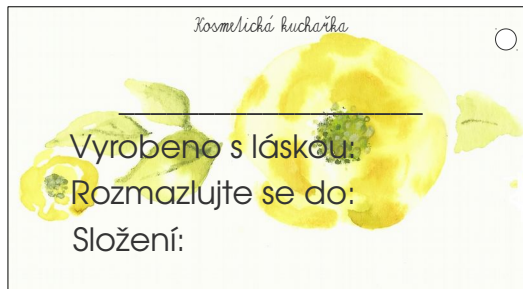 Kosmetická kuchařka
Vyrobeno s láskou:
Rozmazlujte se do:
Složení: